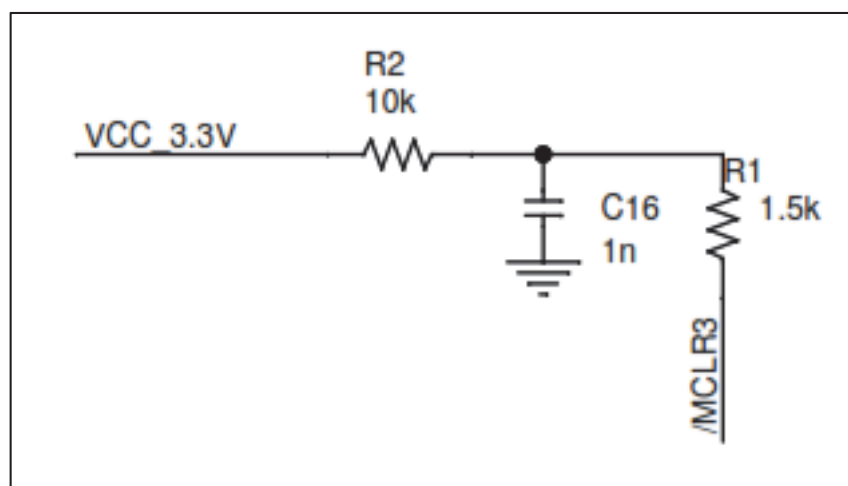 R2
10k
VCC_3.3V
R1
1.5k
C16
1n
/MCLR3